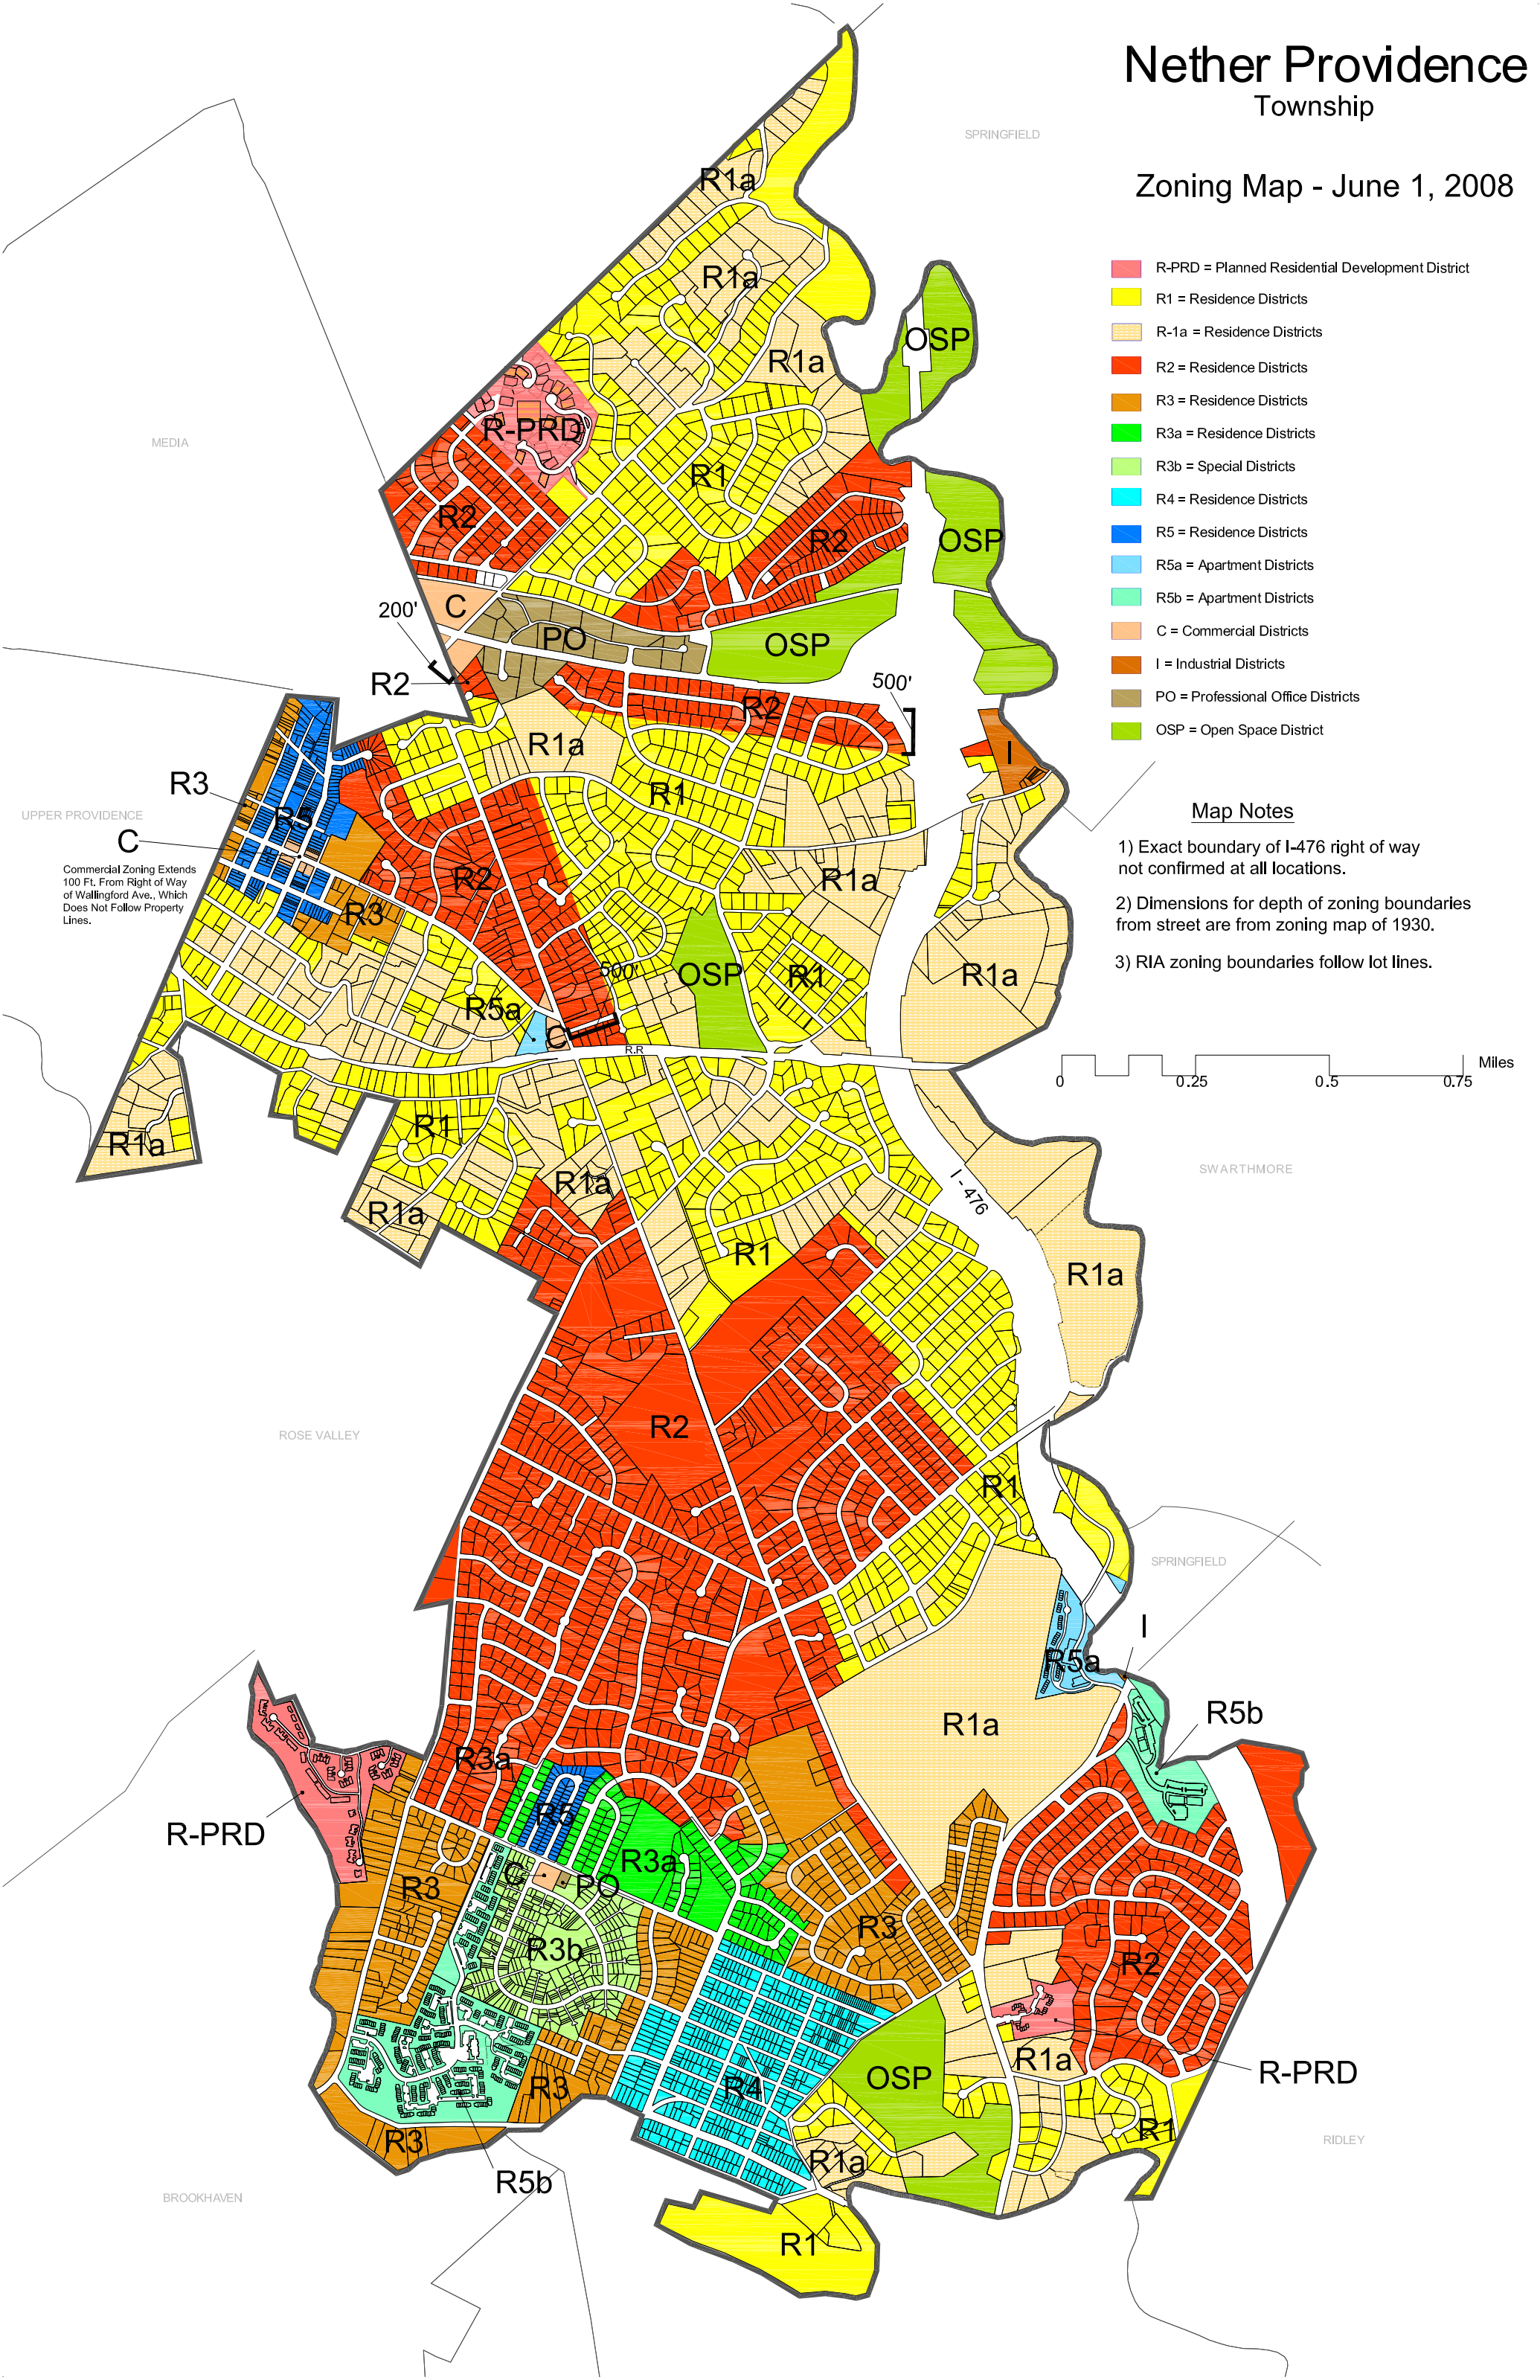 Nether Providence
Township
SPRINGFIELD
Zoning Map - June 1, 2008
R-PRD = Planned Residential Development District
R1 = Residence Districts
R-1a = Residence Districts
R2 = Residence Districts
R3 = Residence Districts
R3a = Residence Districts
R3b = Special Districts
R4 = Residence Districts
R5 = Residence Districts
R5a = Apartment Districts
R5b = Apartment Districts
C = Commercial Districts
I = Industrial Districts
PO = Professional Office Districts
OSP = Open Space District
R1a
R1a
OSP
R1a
R-PRD
MEDIA
R1
R2
R2
OSP
C
200'
PO
OSP
R2
500'
R2
R1a
I
R3
R1
UPPER PROVIDENCE
R5
C
Commercial Zoning Extends
100 Ft. From Right of Way
of Wallingford Ave., Which
Does Not Follow Property
Lines.
R2
R1a
R3
Map Notes
1) Exact boundary of I-476 right of way
not confirmed at all locations.
2) Dimensions for depth of zoning boundaries
from street are from zoning map of 1930.
3) RIA zoning boundaries follow lot lines.
500'
OSP
R1
R1a
R5a
C
R.R
0
0.25
0.5
0.75
Miles
R1
R1a
R1a
R1a
SWARTHMORE
I - 476
R1
R1a
R2
ROSE VALLEY
R1
SPRINGFIELD
I
R5a
R5b
R1a
R3a
R-PRD
R5
R3a
C
PO
R3
R3
R3b
R2
R1a
R-PRD
OSP
R4
R3
R1
R3
R1a
RIDLEY
R5b
BROOKHAVEN
R1